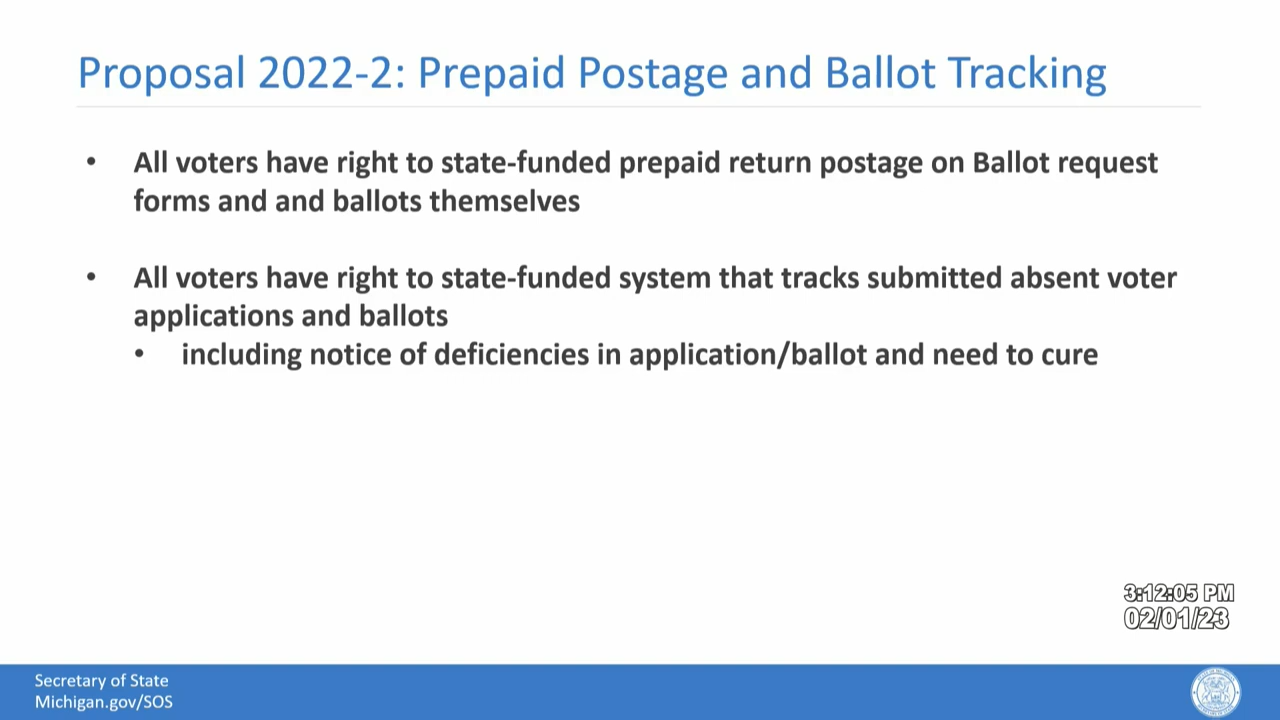 Proposal 2022-2: Prepaid Postage and Ballot Tracking
• All voters have right to state-funded prepaid return postage on Ballot request
forms and and ballots themselves
• All voters have right to state-funded system that tracks submitted absent voter
applications and ballots
• including notice of deficiencies in application/ballot and need to cure
3:12:05 PM
02/01/23
Secretary of State
Michigan.gov/SOS